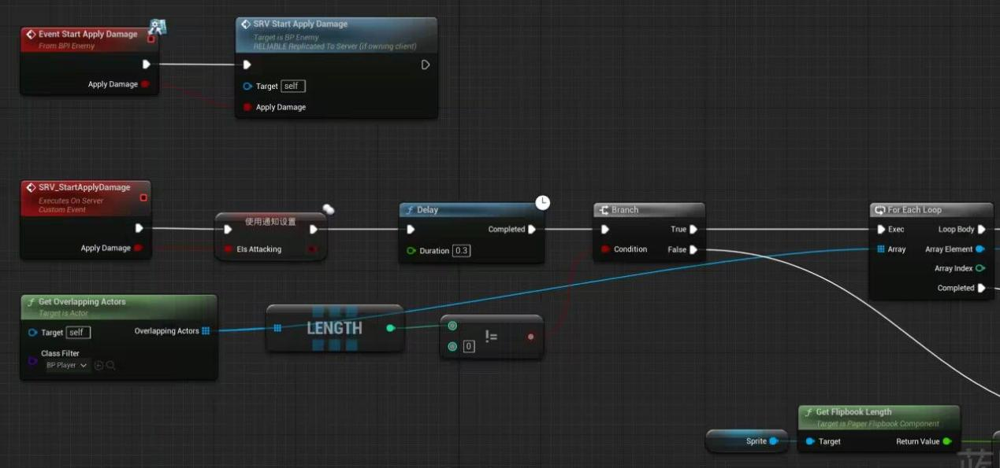 Event Start Apply Damage
From BPI Enemy
Apply Damage
SRV Start Apply Damage
Target is BP Enemy
RELIABLE Replicated To Server (if owning client)
Target self
Apply Damage
SRV_StartApplyDamage
Executes On Server
Custom Event
Apply Damage
使用通知设置
EIs Attacking
Delay
Completed
Duration 0.3
Branch
True
Condition False
For Each Loop
Exec Loop Body
Array Array Element
Array Index
Completed
Get Overlapping Actors
Target is Actor
Target self Overlapping Actors
Class Filter
BP Player
LENGTH
!=
0
Sprite
Get Flipbook Length
Target is Paper Flipbook Component
Target Return Value